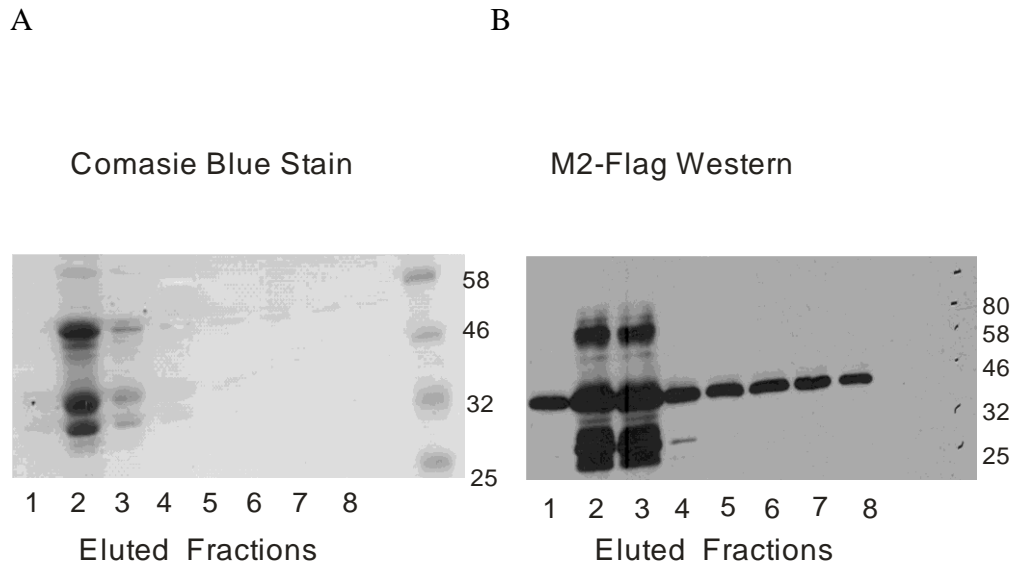 A
B
Comasie Blue Stain
M2-Flag Western
58
46
32
25
80
58
46
32
25
1 2 3 4 5 6 7 8
1 2 3 4 5 6 7 8
Eluted Fractions
Eluted Fractions